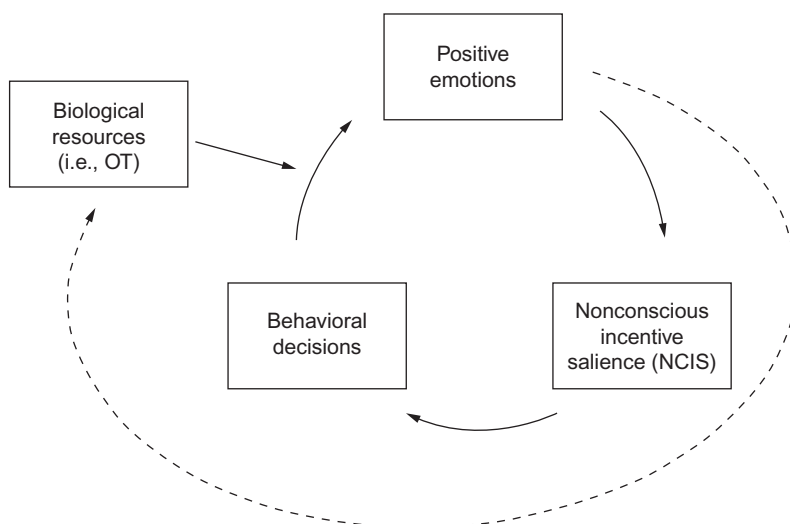 Positive
emotions
Biological
resources
(i.e., OT)
Behavioral
decisions
Nonconscious
incentive
salience (NCIS)